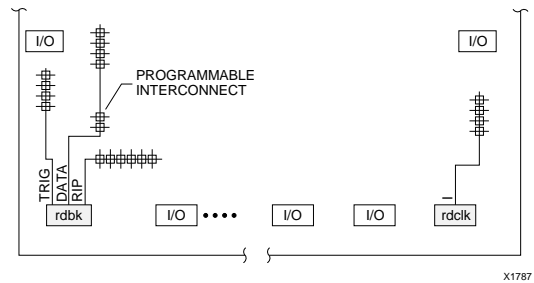 I/O
I/O
PROGRAMMABLE
INTERCONNECT
TRIG
DATA
RIP
I
rdbk
I/O
I/O
I/O
rdclk
X1787